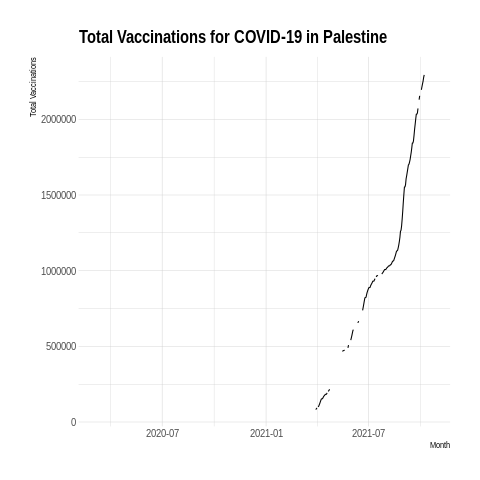 Total Vaccinations for COVID-19 in Palestine
Total Vaccinations
2000000
1500000
1000000
500000
0
2020-07 2021-01 2021-07
Month